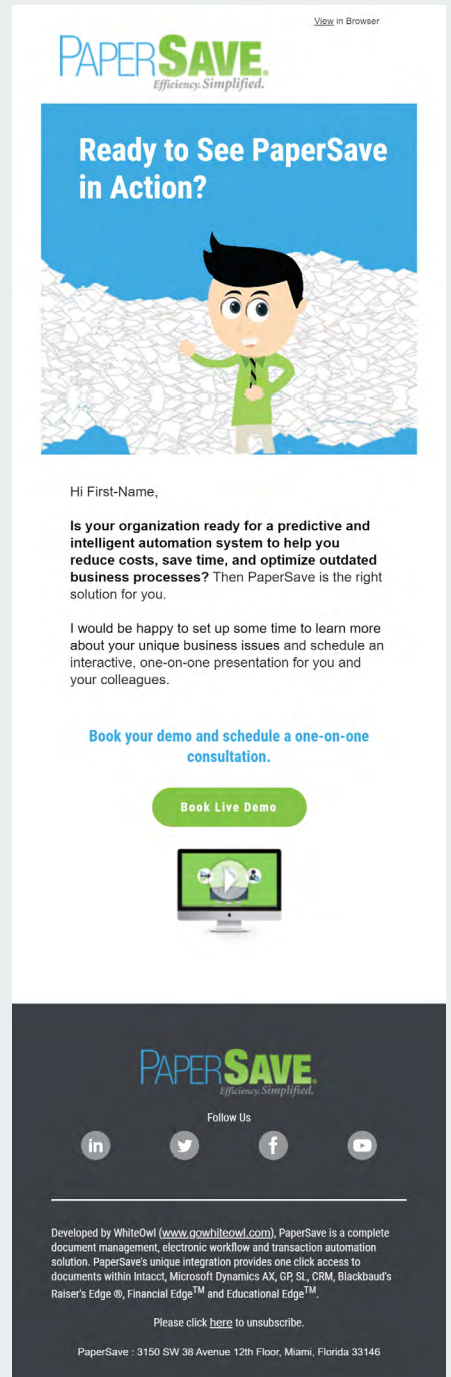 View in Browser
PAPERSAVE®
Efficiency. Simplified.
Ready to See PaperSave
in Action?
Hi First-Name,
Is your organization ready for a predictive and
intelligent automation system to help you
reduce costs, save time, and optimize outdated
business processes? Then PaperSave is the right
solution for you.
I would be happy to set up some time to learn more
about your unique business issues and schedule an
interactive, one-on-one presentation for you and
your colleagues.
Book your demo and schedule a one-on-one
consultation.
Book Live Demo
PAPERSAVE®
Efficiency. Simplified.
Follow Us
in
f
Developed by WhiteOwl (www.gowhiteowl.com), PaperSave is a complete
document management, electronic workflow and transaction automation
solution. PaperSave's unique integration provides one click access to
documents within Intacct, Microsoft Dynamics AX, GP, SL, CRM, Blackbaud's
Raiser's Edge ®, Financial Edge™ and Educational Edge™.
Please click here to unsubscribe.
PaperSave : 3150 SW 38 Avenue 12th Floor, Miami, Florida 33146